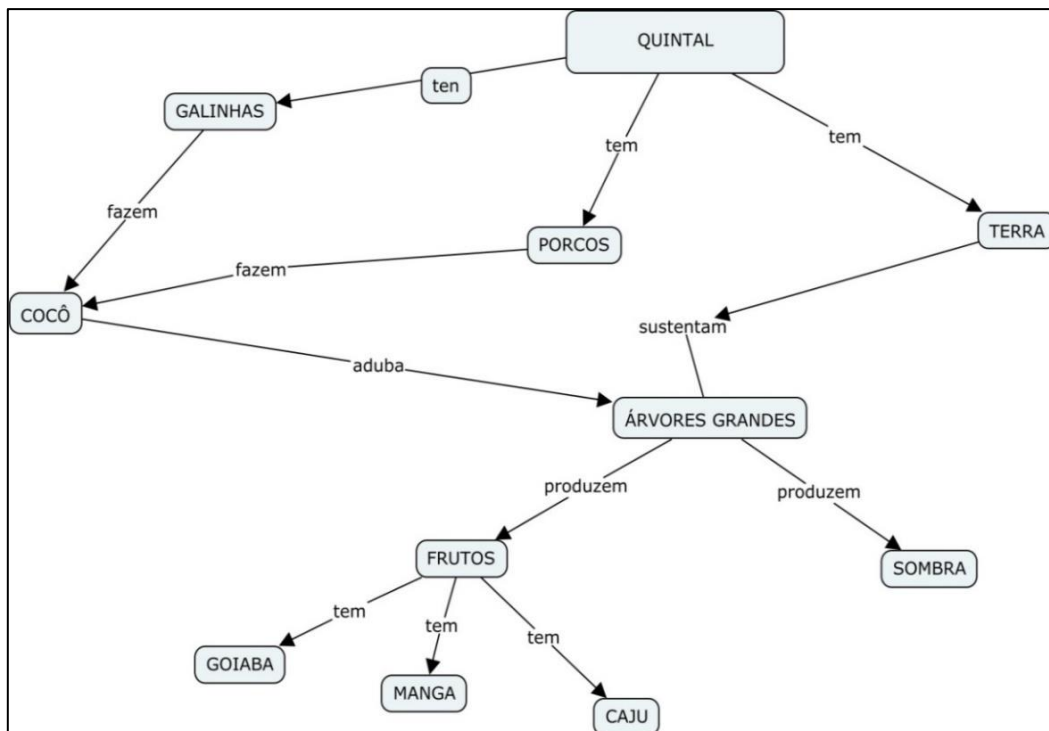 QUINTAL
ten
GALINHAS
tem
tem
fazem
PORCOS
TERRA
fazem
COCÔ
sustentam
aduba
ÁRVORES GRANDES
produzem
produzem
FRUTOS
SOMBRA
tem
tem
tem
GOIABA
MANGA
CAJU